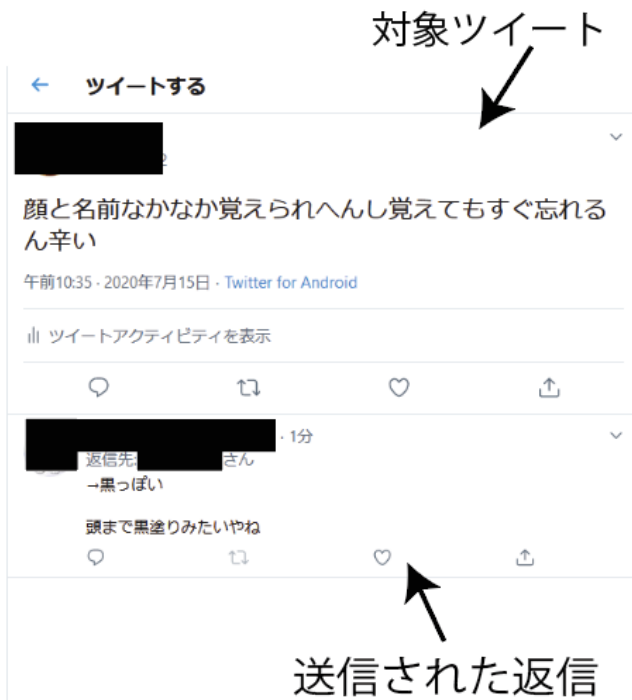 対象ツイート
ツイートする
顔と名前なかなか覚えられへんし覚えてもすぐ忘れる
ん辛い
午前10:35 · 2020年7月15日 · Twitter for Android
ツイートアクティビティを表示
· 1分
返信先:
さん
→黒っぽい
頭まで黒塗りみたいやね
送信された返信